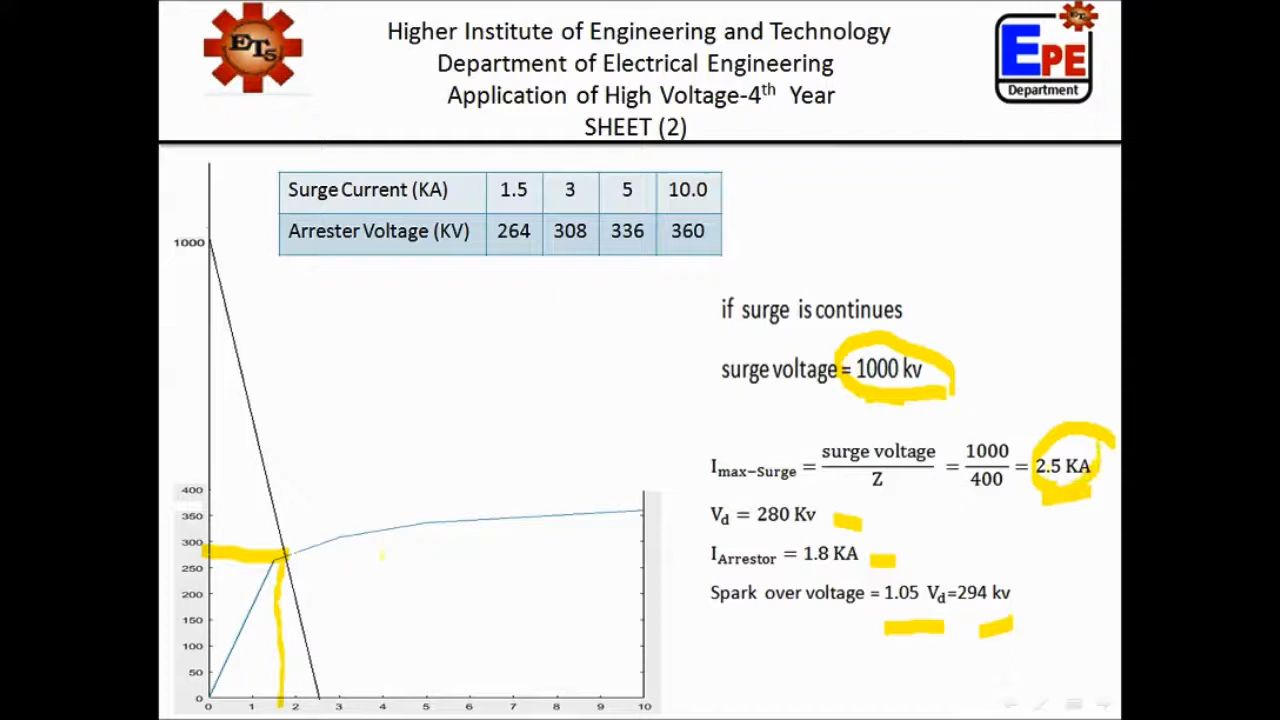 ETS
Higher Institute of Engineering and Technology
Department of Electrical Engineering
Application of High Voltage-4th Year
SHEET (2)
EPE
Department
Surge Current (KA) 1.5 3 5 10.0
Arrester Voltage (KV) 264 308 336 360
1000
if surge is continues
surge voltage = 1000 kv
I max−Surge = surge voltage / Z = 1000 / 400 = 2.5 KA
V d = 280 Kv
I Arrestor = 1.8 KA
Spark over voltage = 1.05 V d =294 kv
400
350
300
250
200
150
100
50
0
0 1 2 3 4 5 6 7 8 9 10